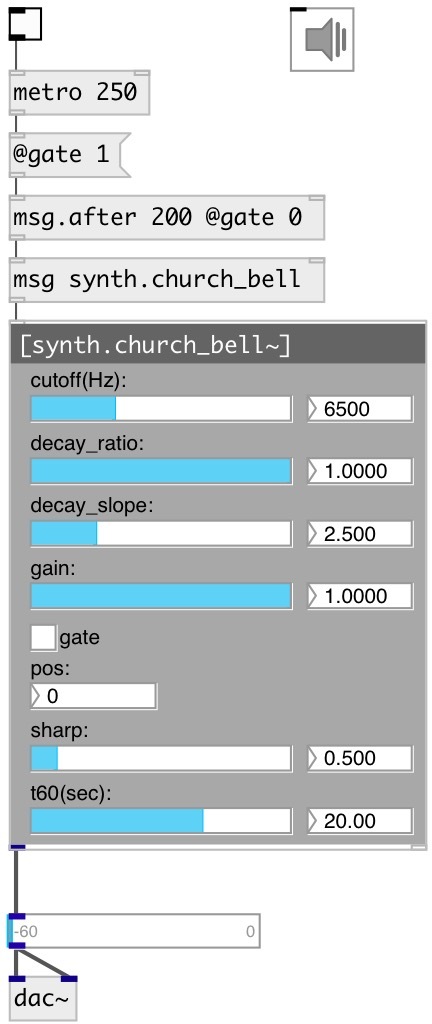 metro 250
@gate 1
msg.after 200 @gate 0
msg synth.church_bell
[synth.church_bell~]
cutoff(Hz):
6500
decay_ratio:
1.0000
decay_slope:
2.500
gain:
1.0000
gate
pos:
0
sharp:
0.500
t60(sec):
20.00
-60 0
dac~